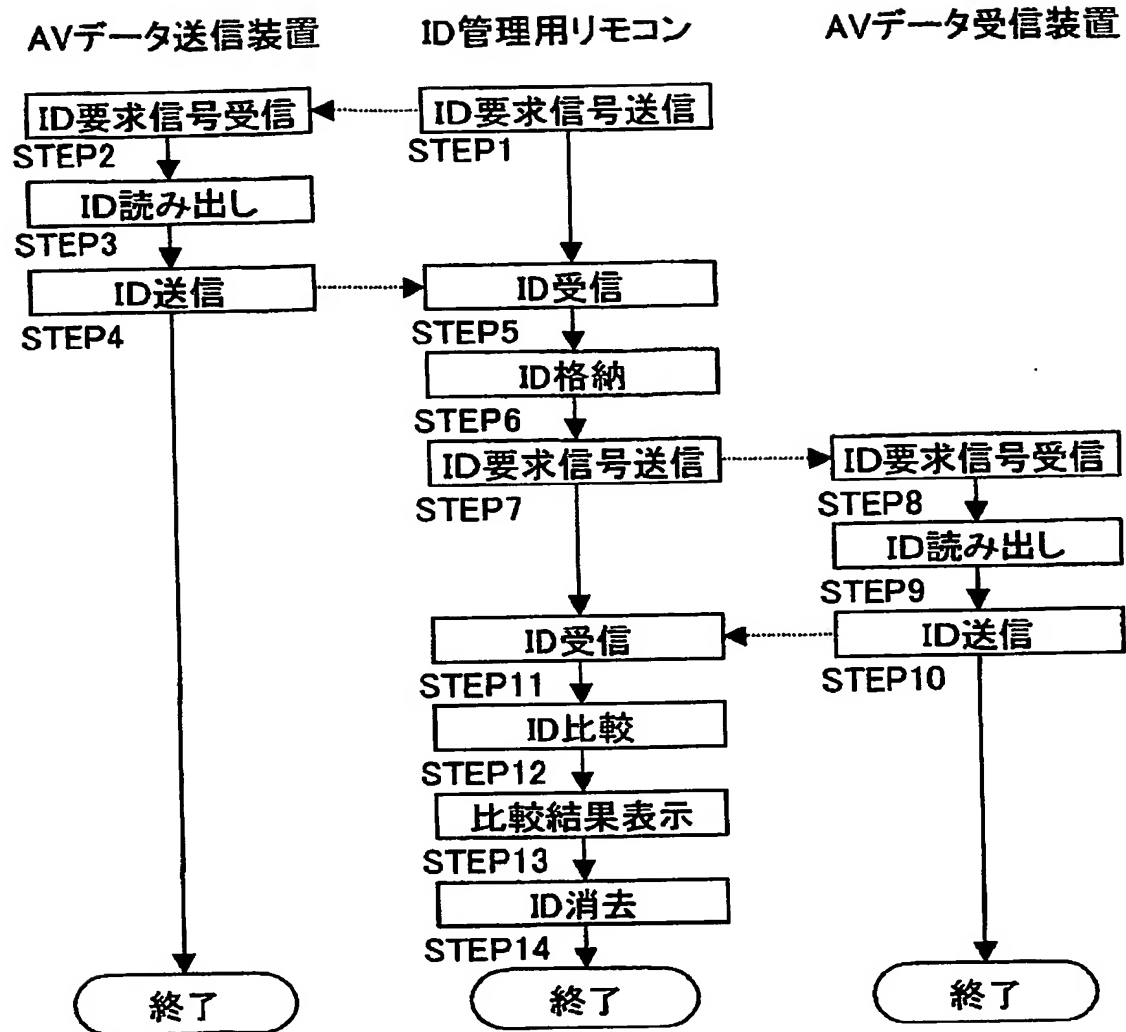 AVデータ送信装置
ID管理用リモコン
AVデータ受信装置
ID要求信号受信
ID要求信号送信
STEP2
STEP1
ID読み出し
STEP3
ID送信
ID受信
STEP4
STEP5
ID格納
STEP6
ID要求信号送信
ID要求信号受信
STEP7
STEP8
ID読み出し
STEP9
ID受信
ID送信
STEP11
STEP10
ID比較
STEP12
比較結果表示
STEP13
ID消去
STEP14
終了
終了
終了